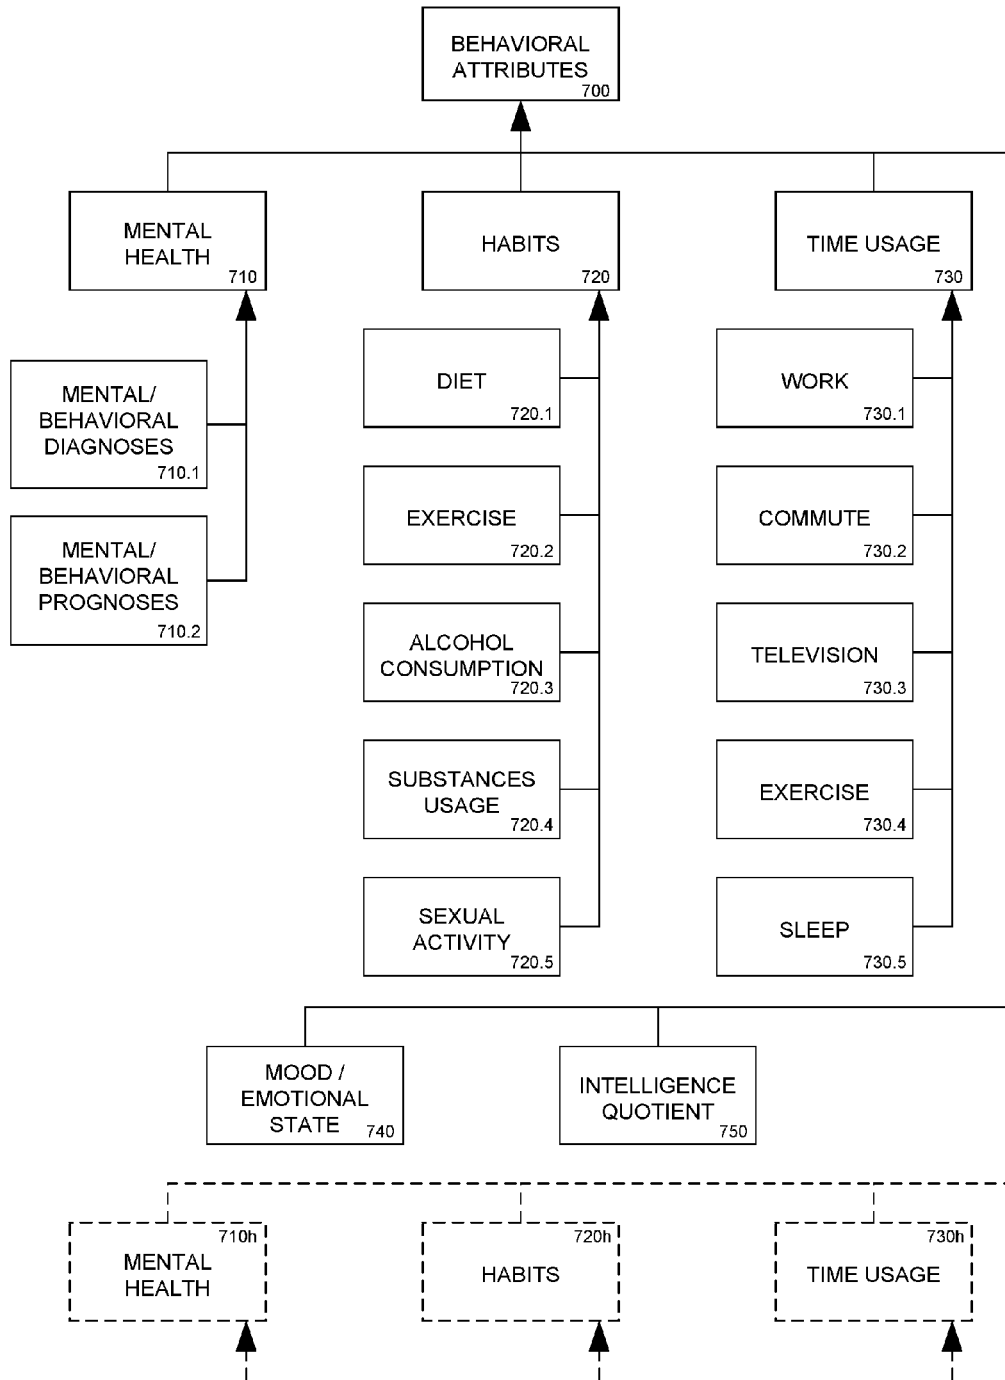 BEHAVIORAL
ATTRIBUTES
700
MENTAL
HEALTH
710
HABITS
720
TIME USAGE
730
MENTAL/
BEHAVIORAL
DIAGNOSES
710.1
MENTAL/
BEHAVIORAL
PROGNOSES
710.2
DIET
720.1
EXERCISE
720.2
ALCOHOL
CONSUMPTION
720.3
SUBSTANCES
USAGE
720.4
SEXUAL
ACTIVITY
720.5
WORK
730.1
COMMUTE
730.2
TELEVISION
730.3
EXERCISE
730.4
SLEEP
730.5
MOOD /
EMOTIONAL
STATE
740
INTELLIGENCE
QUOTIENT
750
710h
MENTAL
HEALTH
720h
HABITS
730h
TIME USAGE